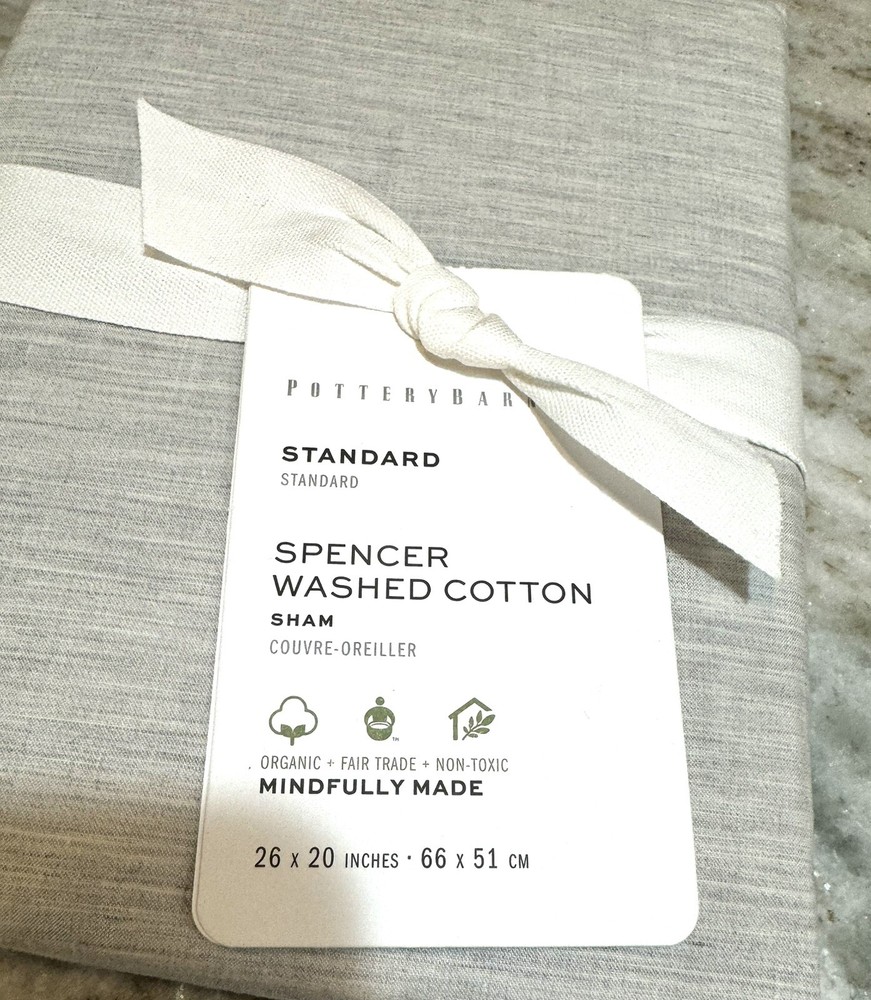 POTTERYBARN
STANDARD
STANDARD
SPENCER
WASHED COTTON
SHAM
COUVRE-OREILLER
TM
ORGANIC + FAIR TRADE + NON-TOXIC
MINDFULLY MADE
26 X 20 INCHES · 66 X 51 CM